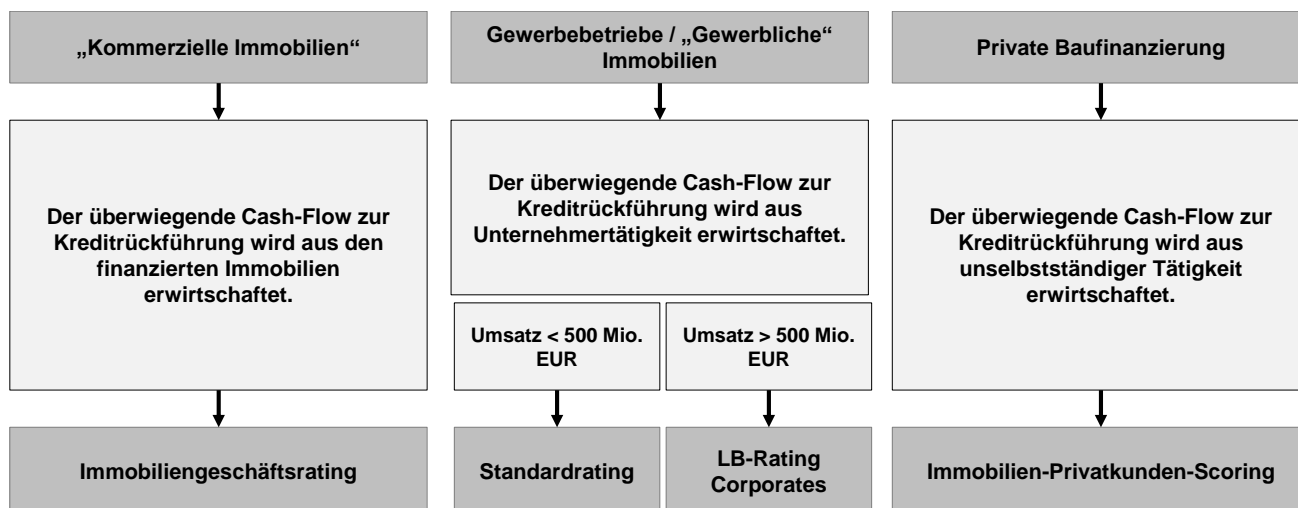 „Kommerzielle Immobilien“
Der überwiegende Cash-Flow zur
Kreditrückführung wird aus den
finanzierten Immobilien
erwirtschaftet.
Immobiliengeschäftsrating
Gewerbebetriebe / „Gewerbliche“
Immobilien
Der überwiegende Cash-Flow zur
Kreditrückführung wird aus
Unternehmertätigkeit erwirtschaftet.
Umsatz < 500 Mio.
EUR
Standardrating
Umsatz > 500 Mio.
EUR
LB-Rating
Corporates
Private Baufinanzierung
Der überwiegende Cash-Flow zur
Kreditrückführung wird aus
unselbstständiger Tätigkeit
erwirtschaftet.
Immobilien-Privatkunden-Scoring